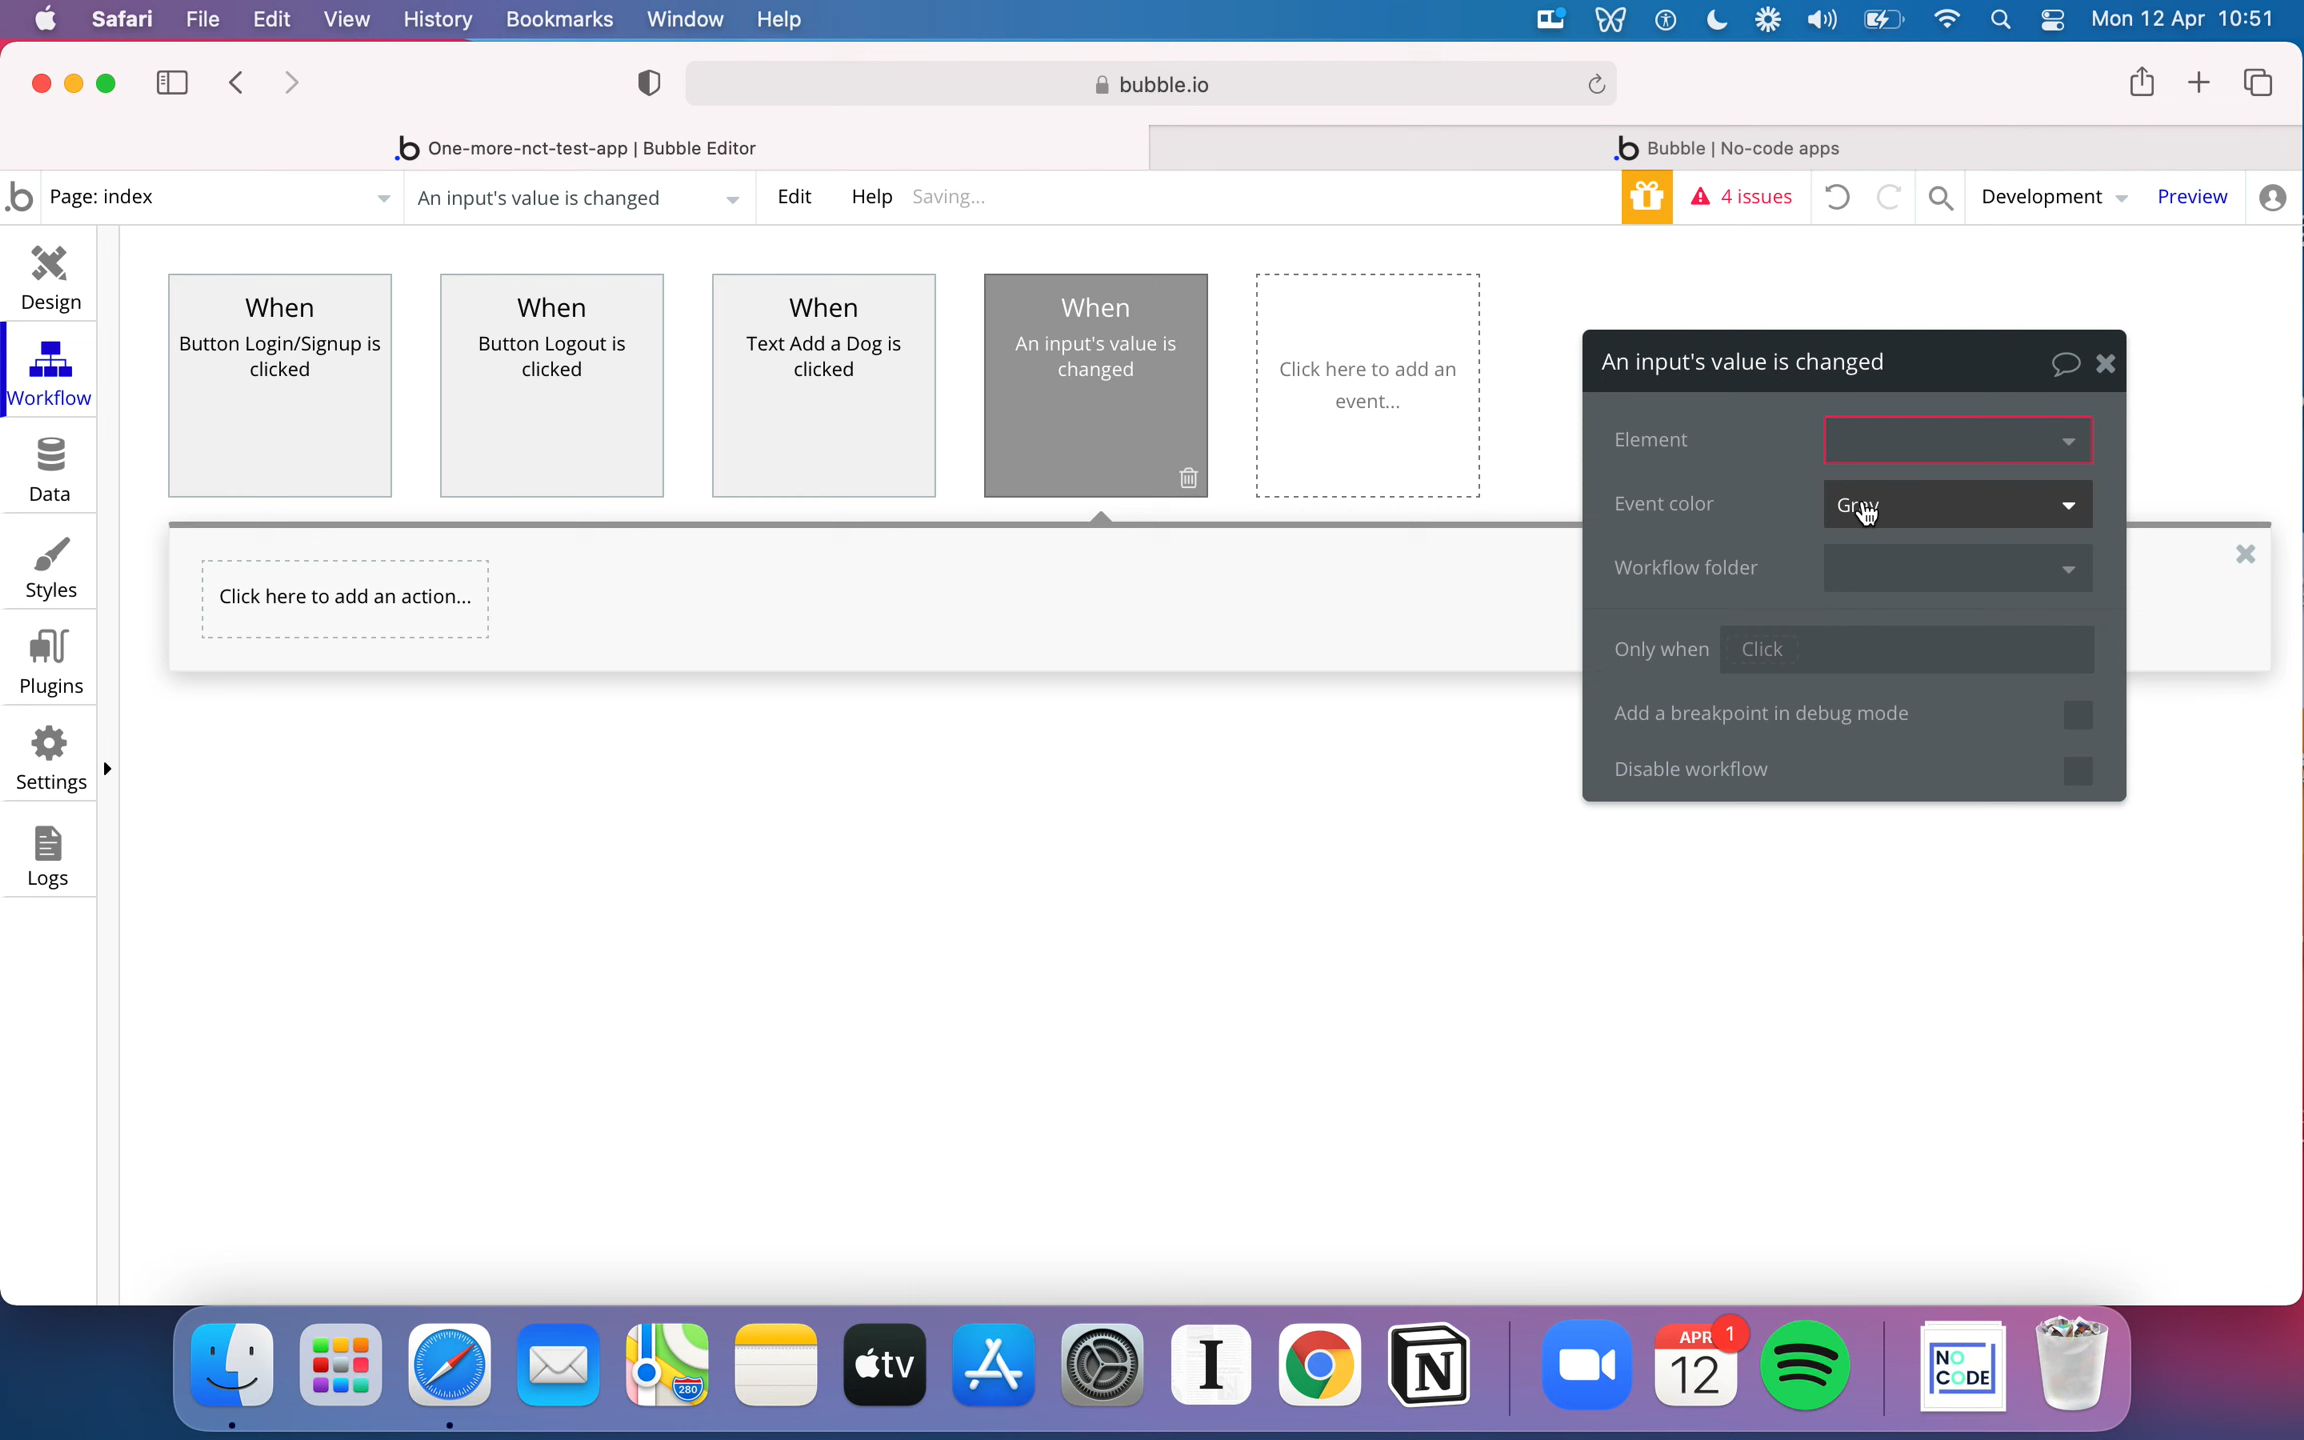 Safari File Edit View History Bookmarks Window Help Mon 12 Apr 10:51
bubble.io
b One-more-nct-test-app | Bubble Editor
b Bubble | No-code apps
b Page: index An input's value is changed Edit Help Saving... 4 issues Development Preview
Design
Workflow
Data
Styles
Plugins
Settings
Logs
When
Button Login/Signup is
clicked
When
Button Logout is
clicked
When
Text Add a Dog is
clicked
When
An input's value is
changed
Click here to add an
event...
Click here to add an action...
An input's value is changed
Element
Event color Gray
Workflow folder
Only when Click
Add a breakpoint in debug mode
Disable workflow
280
tv
I
N
APR 1
12
NO
CODE